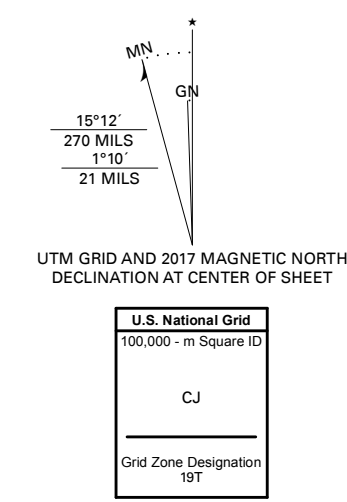 ★
MN
GN
15°12´
270 MILS
1°10´
21 MILS
UTM GRID AND 2017 MAGNETIC NORTH
DECLINATION AT CENTER OF SHEET
U.S. National Grid
100,000 - m Square ID
CJ
Grid Zone Designation
19T